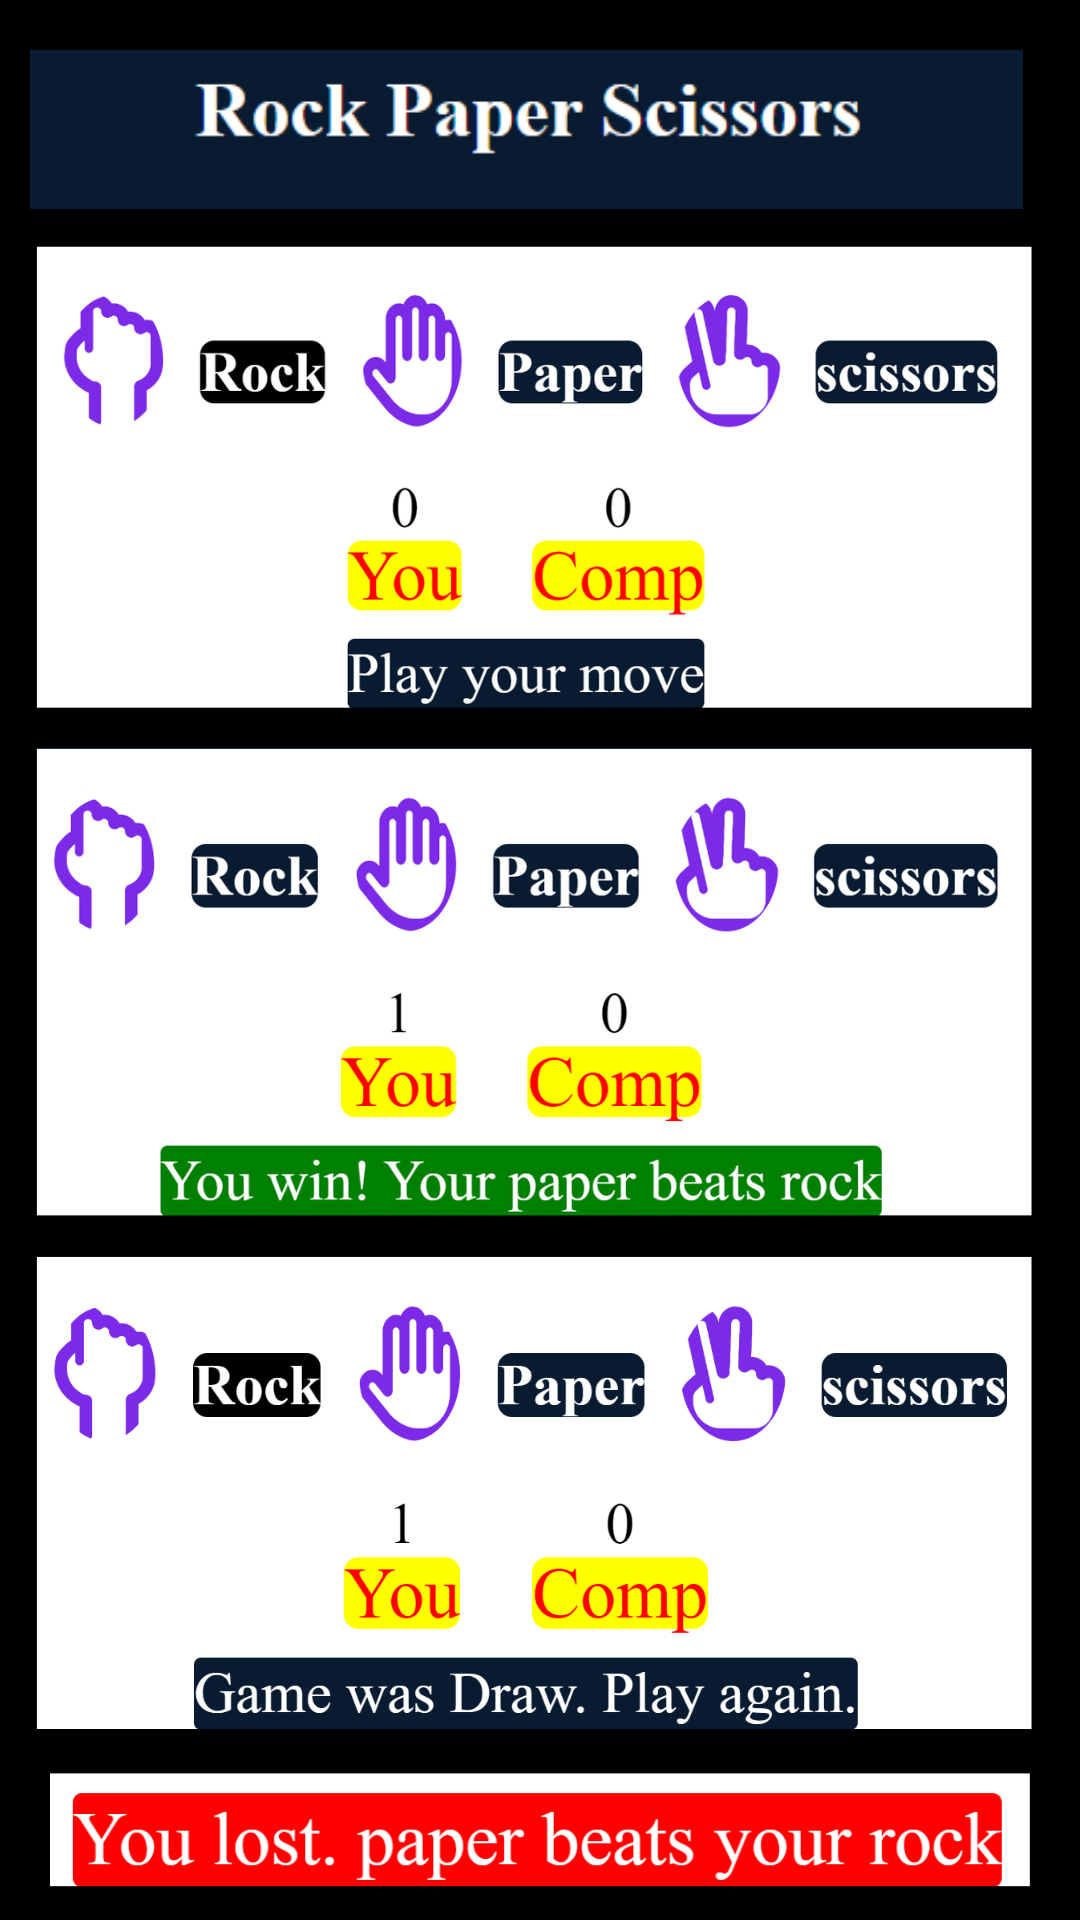 Rock Paper Scissors
Rock Paper scissors
0 0
You Comp
Play your move
Rock Paper scissors
1 0
You Comp
You win! Your paper beats rock
Rock Paper scissors
1 0
You Comp
Game was Draw. Play again.
You lost. paper beats your rock